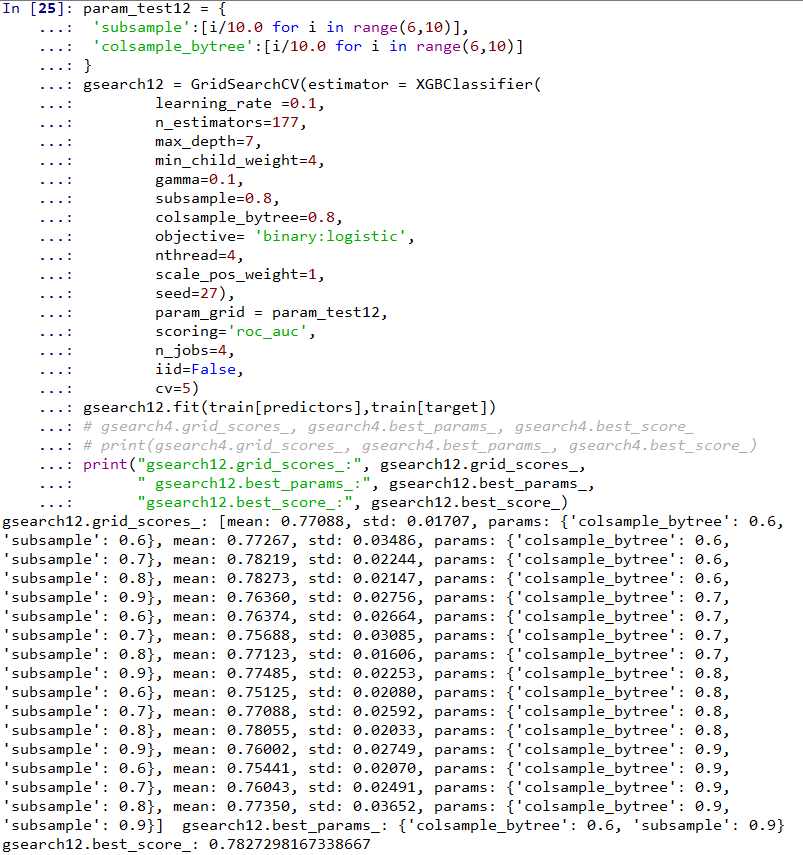 In [25]: param_test12 = {
    ...:  'subsample':[i/10.0 for i in range(6,10)],
    ...:  'colsample_bytree':[i/10.0 for i in range(6,10)]
    ...: }
    ...: gsearch12 = GridSearchCV(estimator = XGBClassifier(
    ...:         learning_rate =0.1,
    ...:         n_estimators=177,
    ...:         max_depth=7,
    ...:         min_child_weight=4,
    ...:         gamma=0.1,
    ...:         subsample=0.8,
    ...:         colsample_bytree=0.8,
    ...:         objective= 'binary:logistic',
    ...:         nthread=4,
    ...:         scale_pos_weight=1,
    ...:         seed=27),
    ...:         param_grid = param_test12,
    ...:         scoring='roc_auc',
    ...:         n_jobs=4,
    ...:         iid=False,
    ...:         cv=5)
    ...: gsearch12.fit(train[predictors],train[target])
    ...: # gsearch4.grid_scores_, gsearch4.best_params_, gsearch4.best_score_
    ...: # print(gsearch4.grid_scores_, gsearch4.best_params_, gsearch4.best_score_)
    ...: print("gsearch12.grid_scores_:", gsearch12.grid_scores_,
    ...:       " gsearch12.best_params_:", gsearch12.best_params_,
    ...:       "gsearch12.best_score_:", gsearch12.best_score_)
gsearch12.grid_scores_: [mean: 0.77088, std: 0.01707, params: {'colsample_bytree': 0.6,
'subsample': 0.6}, mean: 0.77267, std: 0.03486, params: {'colsample_bytree': 0.6,
'subsample': 0.7}, mean: 0.78219, std: 0.02244, params: {'colsample_bytree': 0.6,
'subsample': 0.8}, mean: 0.78273, std: 0.02147, params: {'colsample_bytree': 0.6,
'subsample': 0.9}, mean: 0.76360, std: 0.02756, params: {'colsample_bytree': 0.7,
'subsample': 0.6}, mean: 0.76374, std: 0.02664, params: {'colsample_bytree': 0.7,
'subsample': 0.7}, mean: 0.75688, std: 0.03085, params: {'colsample_bytree': 0.7,
'subsample': 0.8}, mean: 0.77123, std: 0.01606, params: {'colsample_bytree': 0.7,
'subsample': 0.9}, mean: 0.77485, std: 0.02253, params: {'colsample_bytree': 0.8,
'subsample': 0.6}, mean: 0.75125, std: 0.02080, params: {'colsample_bytree': 0.8,
'subsample': 0.7}, mean: 0.77088, std: 0.02592, params: {'colsample_bytree': 0.8,
'subsample': 0.8}, mean: 0.78055, std: 0.02033, params: {'colsample_bytree': 0.8,
'subsample': 0.9}, mean: 0.76002, std: 0.02749, params: {'colsample_bytree': 0.9,
'subsample': 0.6}, mean: 0.75441, std: 0.02070, params: {'colsample_bytree': 0.9,
'subsample': 0.7}, mean: 0.76043, std: 0.02491, params: {'colsample_bytree': 0.9,
'subsample': 0.8}, mean: 0.77350, std: 0.03652, params: {'colsample_bytree': 0.9,
'subsample': 0.9}]  gsearch12.best_params_: {'colsample_bytree': 0.6, 'subsample': 0.9}
gsearch12.best_score_: 0.7827298167338667